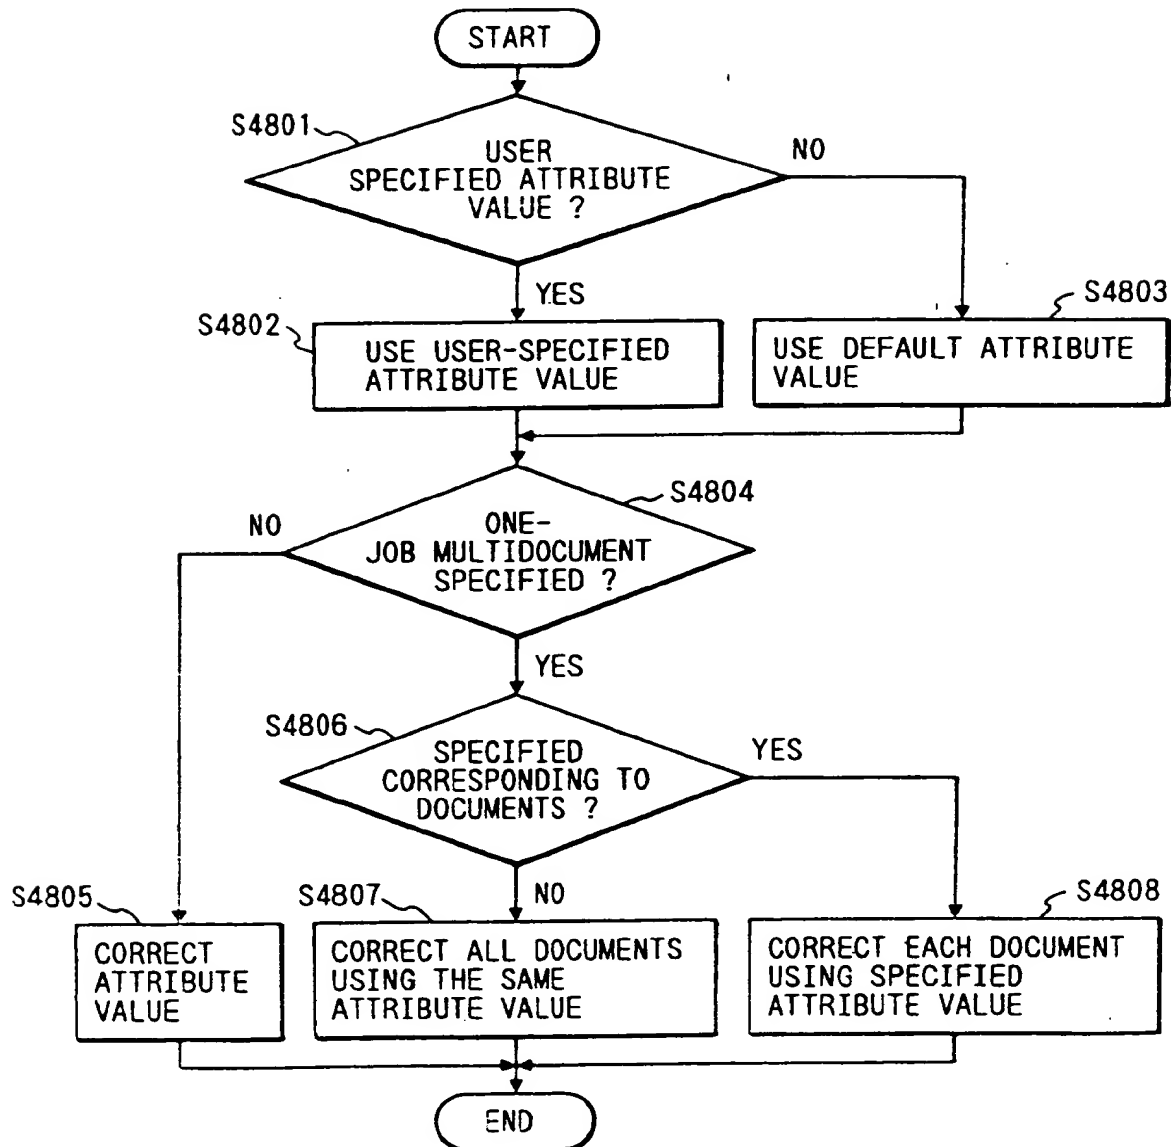 START
S4801
NO
USER
SPECIFIED ATTRIBUTE
VALUE ?
YES
S4802
S4803
USE USER-SPECIFIED
ATTRIBUTE VALUE
USE DEFAULT ATTRIBUTE
VALUE
S4804
NO
ONE-
JOB MULTIDOCUMENT
SPECIFIED ?
YES
S4806
YES
SPECIFIED
CORRESPONDING TO
DOCUMENTS ?
S4805
S4807
NO
S4808
CORRECT
ATTRIBUTE
VALUE
CORRECT ALL DOCUMENTS
USING THE SAME
ATTRIBUTE VALUE
CORRECT EACH DOCUMENT
USING SPECIFIED
ATTRIBUTE VALUE
END